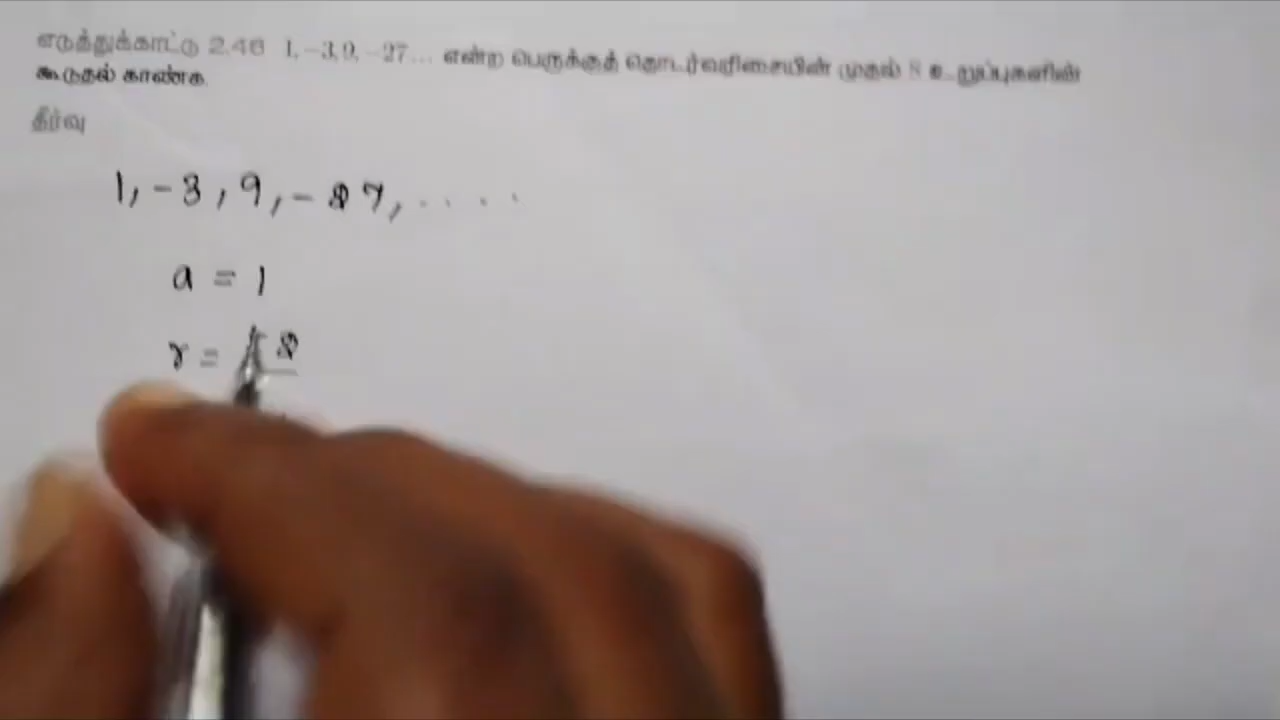 எடுத்துக்காட்டு 2.46 1, −3, 9, −27... என்ற பெருக்குத் தொடர்வரிசையின் முதல் 8 உறுப்புகளின்
கூடுதல் காண்க.
தீர்வு
1, -3, 9, -27, .....
a = 1
r =